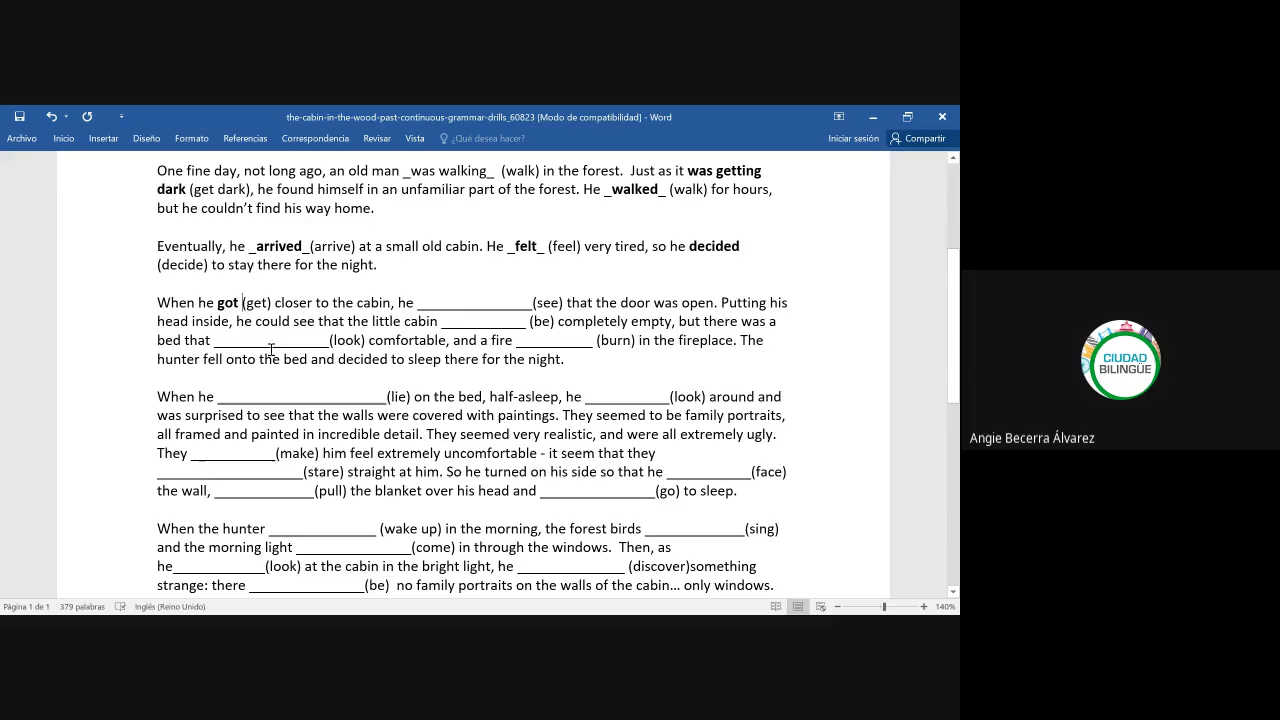 the-cabin-in-the-wood-past-continuous-grammar-drills_60823 [Modo de compatibilidad] - Word
Archivo Inicio Insertar Diseño Formato Referencias Correspondencia Revisar Vista ¿Qué desea hacer? Iniciar sesión Compartir
One fine day, not long ago, an old man _was walking_ (walk) in the forest. Just as it was getting
dark (get dark), he found himself in an unfamiliar part of the forest. He _walked_ (walk) for hours,
but he couldn't find his way home.
Eventually, he _arrived_(arrive) at a small old cabin. He _felt_ (feel) very tired, so he decided
(decide) to stay there for the night.
When he got (get) closer to the cabin, he _______________(see) that the door was open. Putting his
head inside, he could see that the little cabin ___________ (be) completely empty, but there was a
bed that _______________(look) comfortable, and a fire __________ (burn) in the fireplace. The
hunter fell onto the bed and decided to sleep there for the night.
When he ______________________(lie) on the bed, half-asleep, he ___________(look) around and
was surprised to see that the walls were covered with paintings. They seemed to be family portraits,
all framed and painted in incredible detail. They seemed very realistic, and were all extremely ugly.
They ___________(make) him feel extremely uncomfortable - it seem that they
___________________(stare) straight at him. So he turned on his side so that he ___________(face)
the wall, _____________(pull) the blanket over his head and _______________(go) to sleep.
When the hunter ______________ (wake up) in the morning, the forest birds _____________(sing)
and the morning light _______________(come) in through the windows. Then, as
he____________(look) at the cabin in the bright light, he ______________ (discover)something
strange: there _______________(be) no family portraits on the walls of the cabin... only windows.
Página 1 de 1 379 palabras Inglés (Reino Unido) 140%
CIUDAD
BILINGÜE
Angie Becerra Álvarez